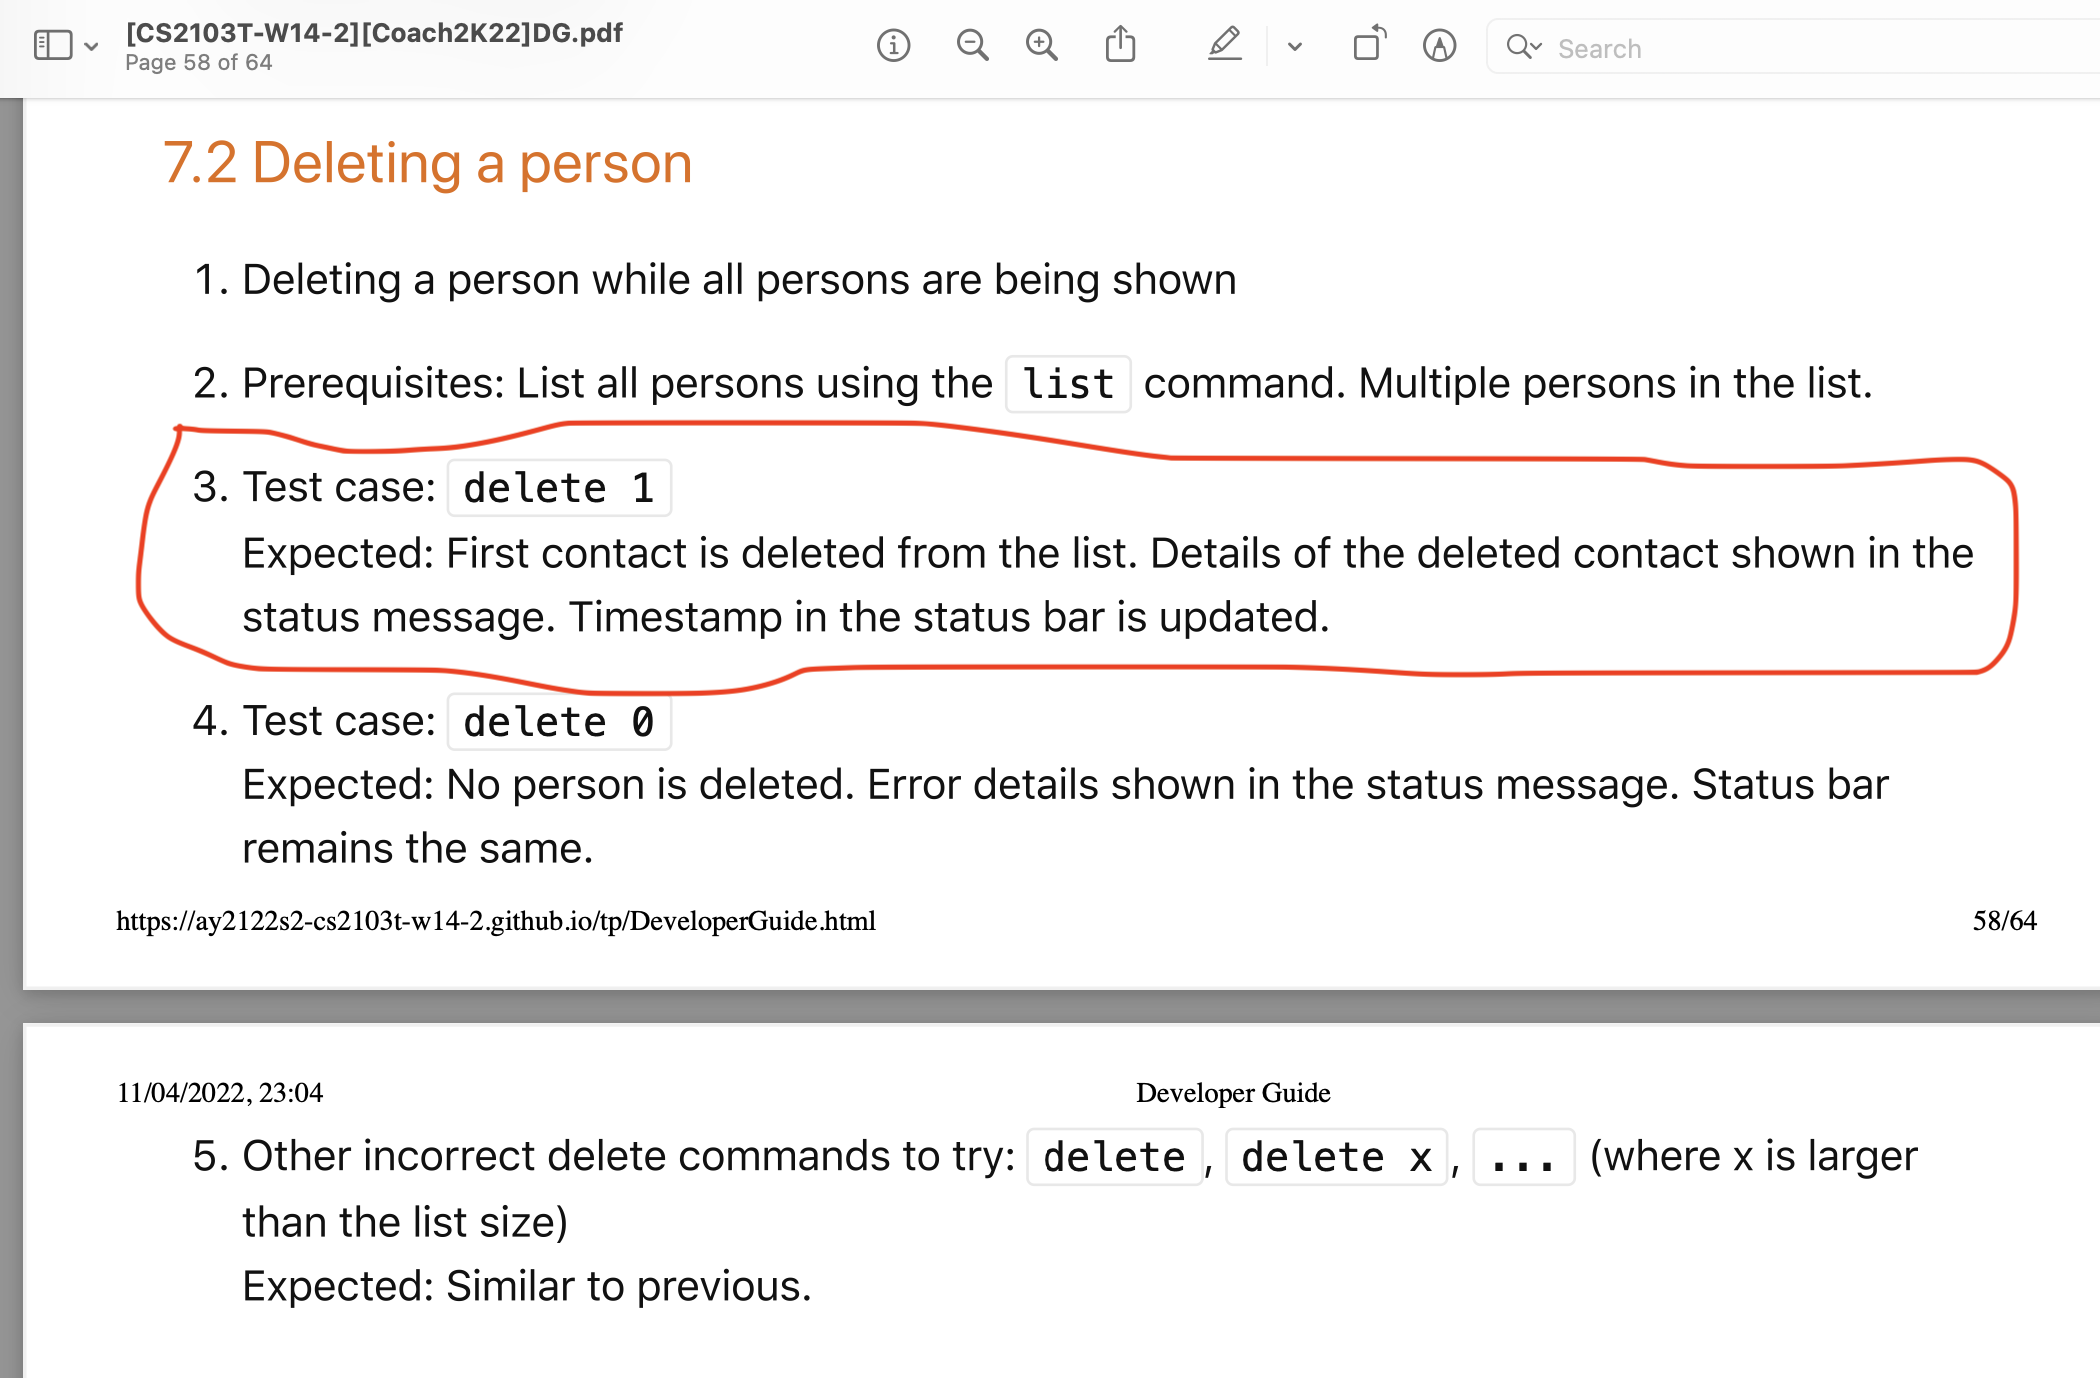 [CS2103T-W14-2][Coach2K22]DG.pdf
Page 58 of 64
Search
7.2 Deleting a person
1. Deleting a person while all persons are being shown
2. Prerequisites: List all persons using the list command. Multiple persons in the list.
3. Test case: delete 1
Expected: First contact is deleted from the list. Details of the deleted contact shown in the
status message. Timestamp in the status bar is updated.
4. Test case: delete 0
Expected: No person is deleted. Error details shown in the status message. Status bar
remains the same.
https://ay2122s2-cs2103t-w14-2.github.io/tp/DeveloperGuide.html 58/64
11/04/2022, 23:04 Developer Guide
5. Other incorrect delete commands to try: delete, delete x, ... (where x is larger
than the list size)
Expected: Similar to previous.